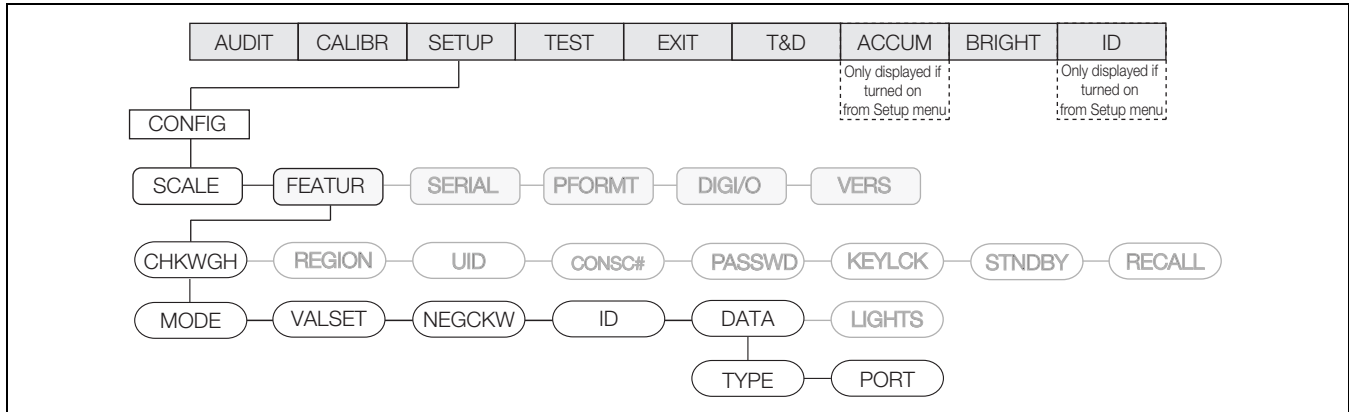 AUDIT CALIBR SETUP TEST EXIT T&D ACCUM BRIGHT ID
Only displayed if
turned on
from Setup menu
Only displayed if
turned on
from Setup menu
CONFIG
SCALE FEATUR SERIAL PFORMT DIGI/O VERS
CHKWGH REGION UID CONSC# PASSWD KEYLCK STNDBY RECALL
MODE VALSET NEGCKW ID DATA LIGHTS
TYPE PORT